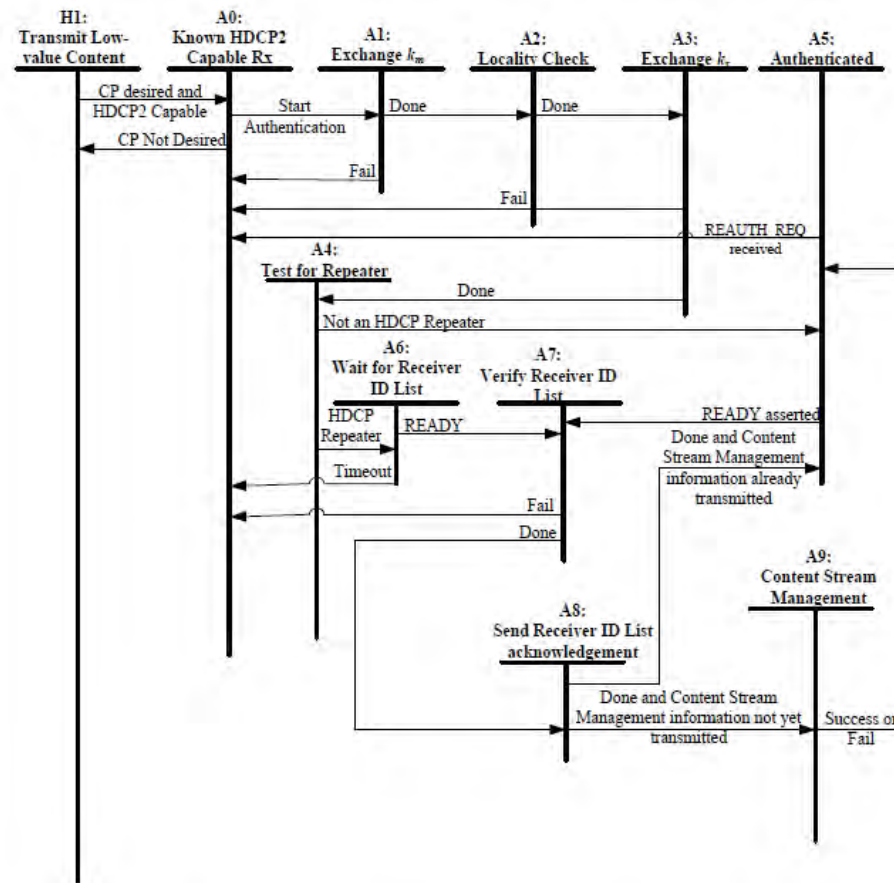 H1:
Transmit Low-
value Content
A0:
Known HDCP2
Capable Rx
A1:
Exchange km
A2:
Locality Check
A3:
Exchange ks
A5:
Authenticated
CP desired and
HDCP2 Capable
Start
Authentication
Done
Done
CP Not Desired
Fail
Fail
REAUTH_REQ
received
A4:
Test for Repeater
Done
Not an HDCP Repeater
A6:
Wait for Receiver
ID List
A7:
Verify Receiver ID
List
HDCP
Repeater
READY
READY asserted
Done and Content
Stream Management
information already
transmitted
Timeout
Fail
Done
A9:
Content Stream
Management
A8:
Send Receiver ID List
acknowledgement
Done and Content Stream
Management information not yet
transmitted
Success or
Fail